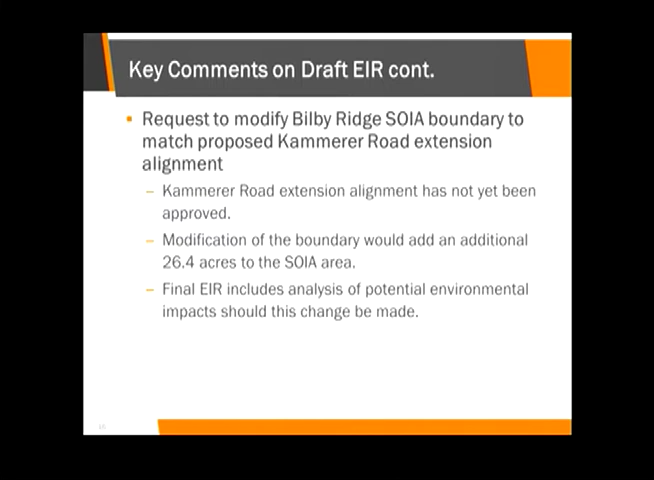 Key Comments on Draft EIR cont.
• Request to modify Bilby Ridge SOIA boundary to
match proposed Kammerer Road extension
alignment
– Kammerer Road extension alignment has not yet been
approved.
– Modification of the boundary would add an additional
26.4 acres to the SOIA area.
– Final EIR includes analysis of potential environmental
impacts should this change be made.